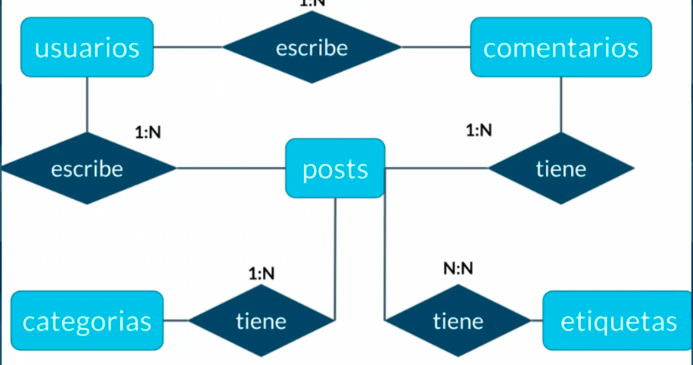 1:N
usuarios
escribe
comentarios
1:N
1:N
escribe
posts
tiene
1:N
N:N
categorias
tiene
tiene
etiquetas